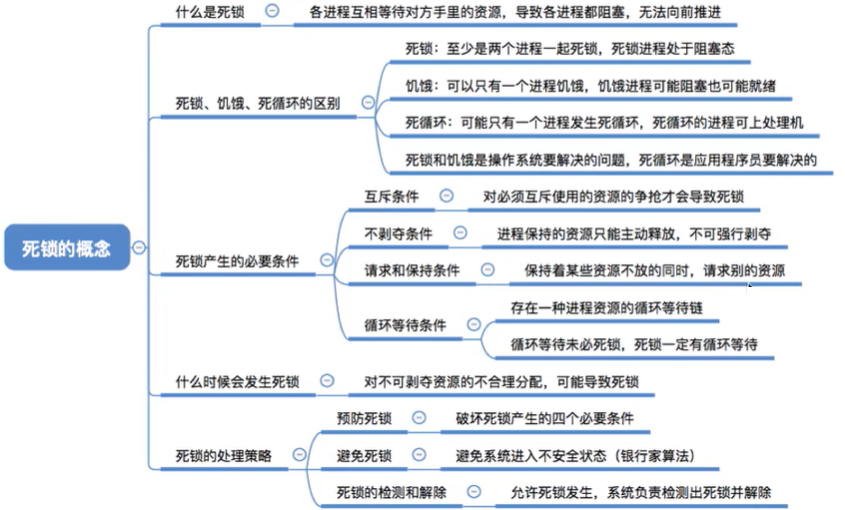 死锁的概念
什么是死锁
各进程互相等待对方手里的资源，导致各进程都阻塞，无法向前推进
死锁、饥饿、死循环的区别
死锁：至少是两个进程一起死锁，死锁进程处于阻塞态
饥饿：可以只有一个进程饥饿，饥饿进程可能阻塞也可能就绪
死循环：可能只有一个进程发生死循环，死循环的进程可上处理机
死锁和饥饿是操作系统要解决的问题，死循环是应用程序员要解决的
死锁产生的必要条件
互斥条件
对必须互斥使用的资源的争抢才会导致死锁
不剥夺条件
进程保持的资源只能主动释放，不可强行剥夺
请求和保持条件
保持着某些资源不放的同时，请求别的资源
循环等待条件
存在一种进程资源的循环等待链
循环等待未必死锁，死锁一定有循环等待
什么时候会发生死锁
对不可剥夺资源的不合理分配，可能导致死锁
死锁的处理策略
预防死锁
破坏死锁产生的四个必要条件
避免死锁
避免系统进入不安全状态（银行家算法）
死锁的检测和解除
允许死锁发生，系统负责检测出死锁并解除